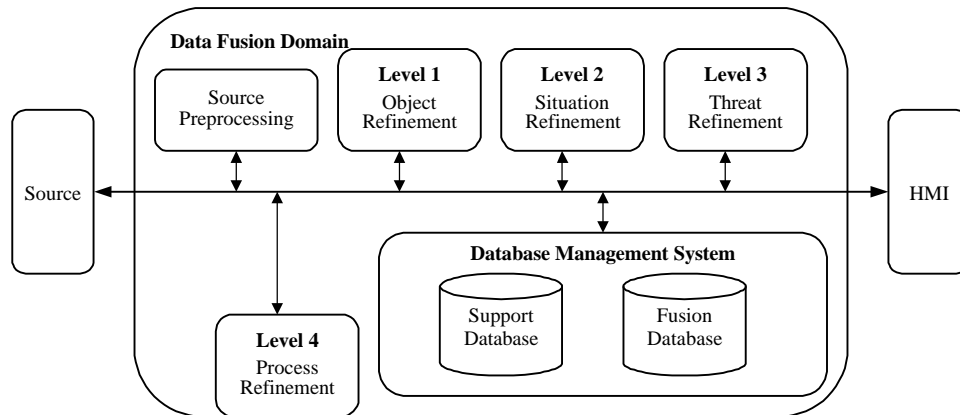 Data Fusion Domain
Source
Preprocessing
Level 1
Object
Refinement
Level 2
Situation
Refinement
Level 3
Threat
Refinement
Source
HMI
Database Management System
Support
Database
Fusion
Database
Level 4
Process
Refinement